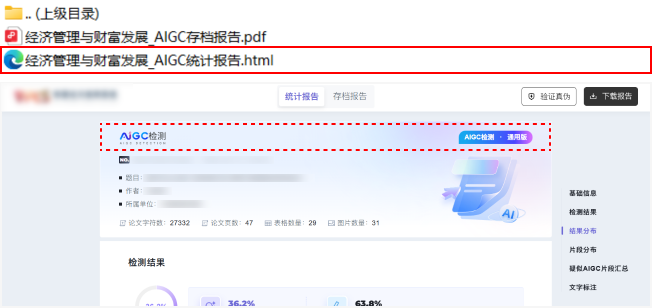 .. (上级目录)
经济管理与财富发展_AIGC存档报告.pdf
经济管理与财富发展_AIGC统计报告.html
统计报告 存档报告 验证真伪 下载报告
AIGC检测 AIGC检测 · 通用版
AIGC DETECTION
NO.
题目:
作者:
所属单位:
论文字符数: 27332 论文页数: 47 表格数量: 29 图片数量: 31
AI
基础信息
检测结果
结果分布
片段分布
疑似AIGC片段汇总
文字标注
检测结果
36.2% 63.8%